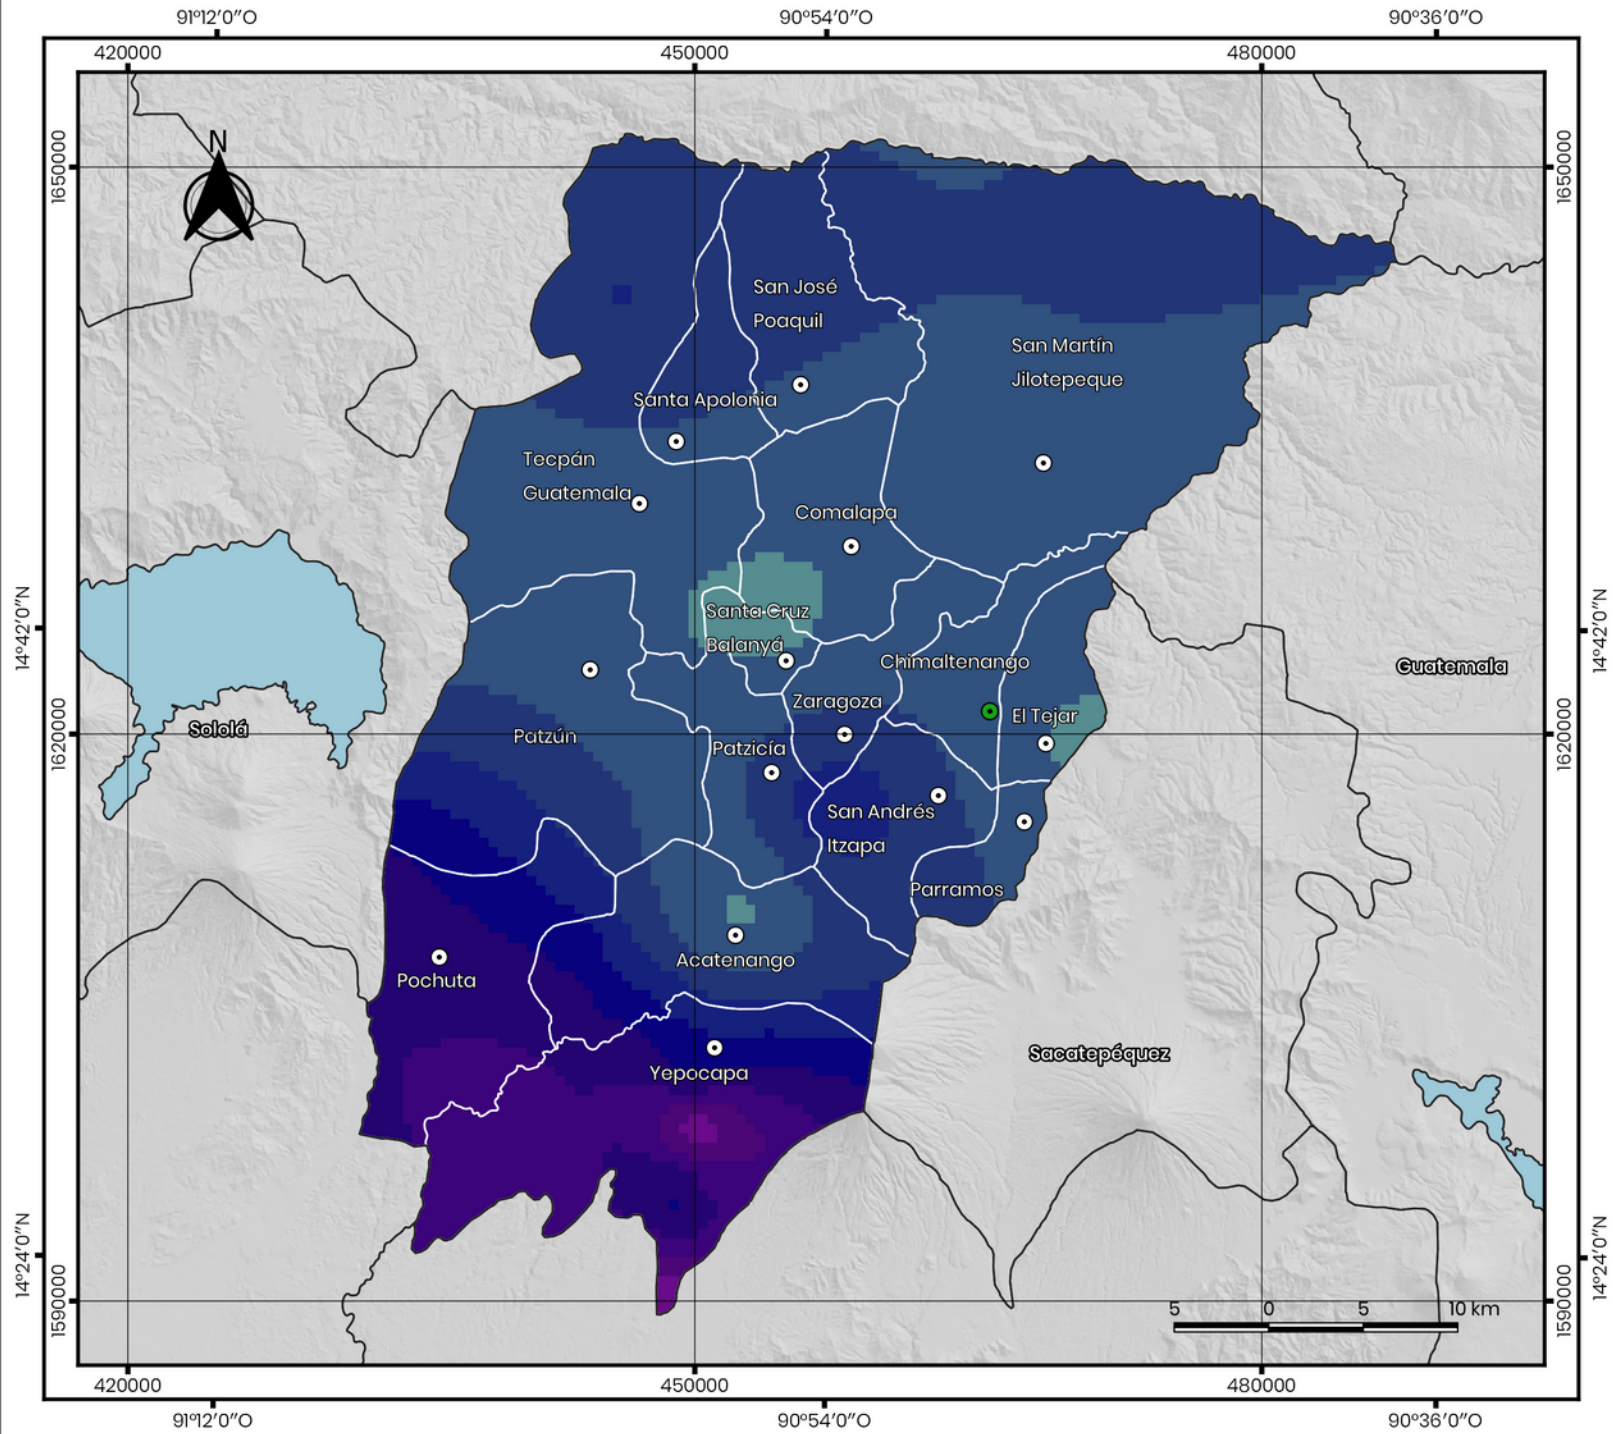 91°12'0"O 90°54'0"O 90°36'0"O
420000 450000 480000
N
1650000 1650000
San José
Poaquil
San Martín
Jilotepeque
Santa Apolonia
Tecpán
Guatemala
Comalapa
14°42'0"N 14°42'0"N
Santa Cruz
Balanyá
Chimaltenango
Guatemala
Zaragoza
El Tejar
Sololá
1620000 1620000
Patzún
Patzicía
San Andrés
Itzapa
Parramos
Acatenango
Pochuta
Sacatepéquez
Yepocapa
14°24'0"N 14°24'0"N
1590000 1590000
5 0 5 10 km
420000 450000 480000
91°12'0"O 90°54'0"O 90°36'0"O